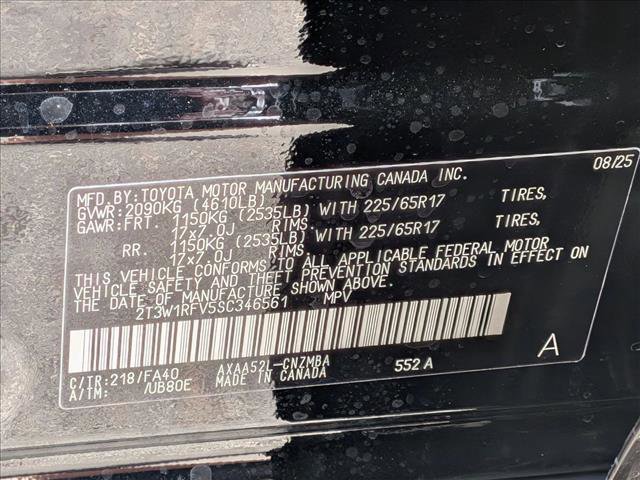 08/25
MFD. BY: TOYOTA MOTOR MANUFACTURING CANADA INC.
GVWR: 2090KG (4610LB)
GAWR: FRT. 1150KG (2535LB) WITH 225/65R17 TIRES,
17x7.0J RIMS.
RR. 1150KG (2535LB) WITH 225/65R17 TIRES,
17x7.0J RIMS.
THIS VEHICLE CONFORMS TO ALL APPLICABLE FEDERAL MOTOR
VEHICLE SAFETY AND THEFT PREVENTION STANDARDS IN EFFECT ON
THE DATE OF MANUFACTURE SHOWN ABOVE.
2T3W1RFV5SC346561 MPV
C/TR: 218/FA40 AXAA52L-CNZMBA 552 A A
A/TM: /UB80E MADE IN CANADA